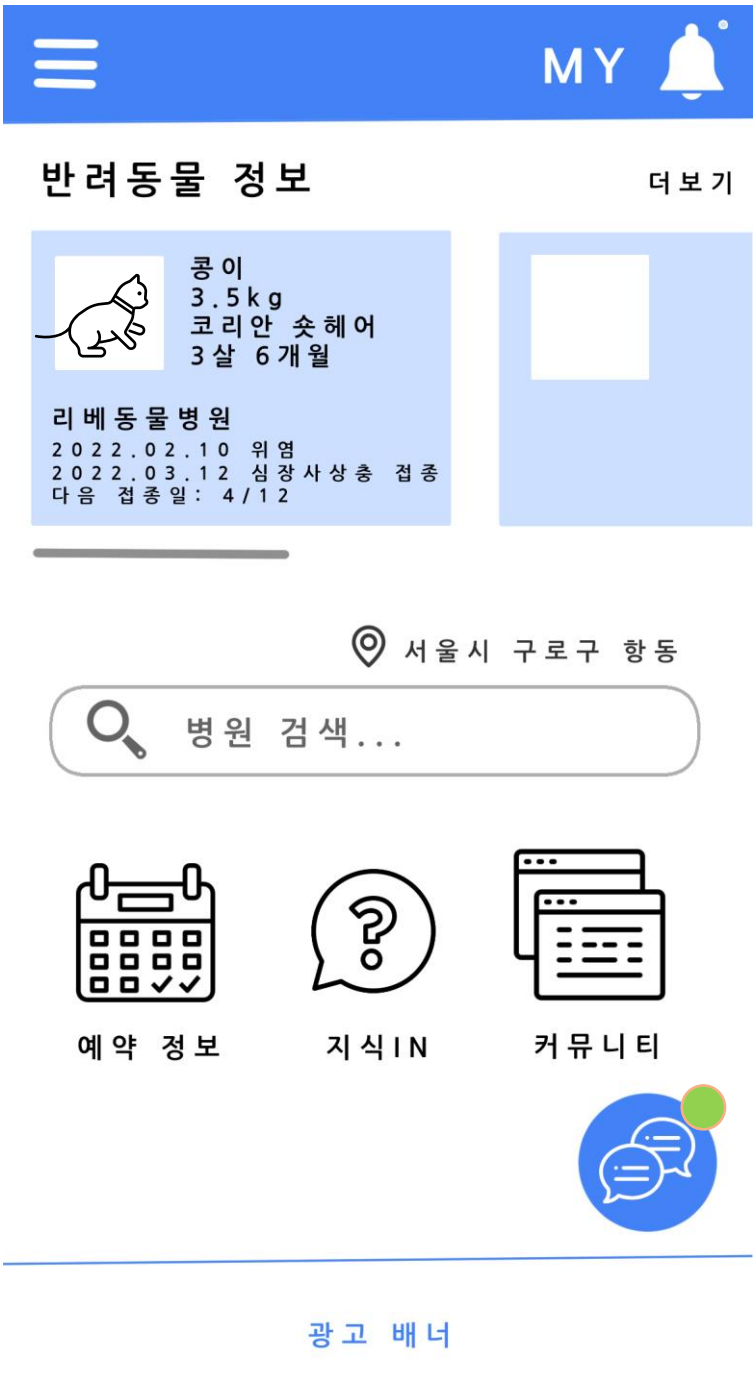 MY
반려동물 정보
더보기
콩이
3.5kg
코리안 숏헤어
3살 6개월
리베동물병원
2022.02.10 위염
2022.03.12 심장사상충 접종
다음 접종일: 4/12
서울시 구로구 항동
병원 검색...
예약 정보
지식IN
커뮤니티
광고 배너